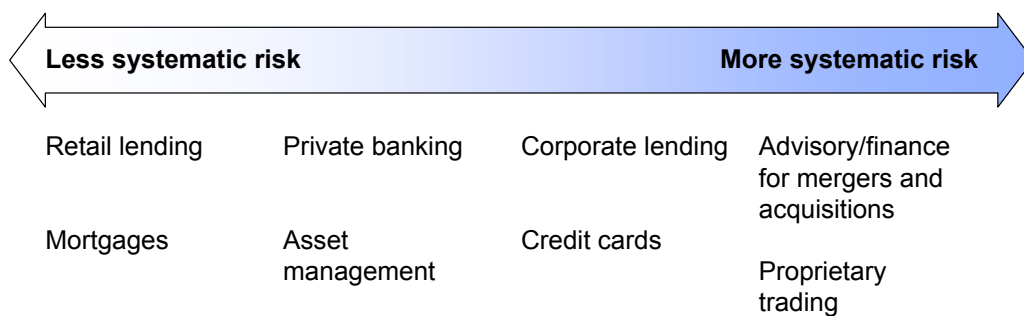 Less systematic risk
More systematic risk
Retail lending
Private banking
Corporate lending
Advisory/finance
for mergers and
acquisitions
Mortgages
Asset
management
Credit cards
Proprietary
trading